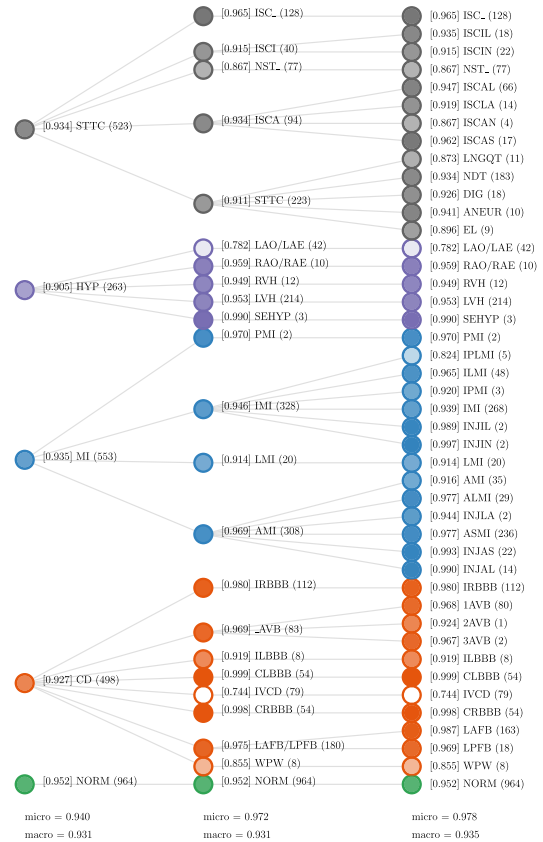 [0.965] ISC_ (128) [0.965] ISC_ (128)
[0.935] ISCIL (18)
[0.915] ISCI (40) [0.915] ISCIN (22)
[0.867] NST_ (77) [0.867] NST_ (77)
[0.947] ISCAL (66)
[0.919] ISCLA (14)
[0.934] STTC (523) [0.934] ISCA (94) [0.867] ISCAN (4)
[0.962] ISCAS (17)
[0.873] LNGQT (11)
[0.934] NDT (183)
[0.926] DIG (18)
[0.911] STTC (223) [0.941] ANEUR (10)
[0.896] EL (9)
[0.782] LAO/LAE (42) [0.782] LAO/LAE (42)
[0.959] RAO/RAE (10) [0.959] RAO/RAE (10)
[0.905] HYP (263) [0.949] RVH (12) [0.949] RVH (12)
[0.953] LVH (214) [0.953] LVH (214)
[0.990] SEHYP (3) [0.990] SEHYP (3)
[0.970] PMI (2) [0.970] PMI (2)
[0.824] IPLMI (5)
[0.965] ILMI (48)
[0.920] IPMI (3)
[0.946] IMI (328) [0.939] IMI (268)
[0.989] INJIL (2)
[0.997] INJIN (2)
[0.935] MI (553) [0.914] LMI (20) [0.914] LMI (20)
[0.916] AMI (35)
[0.977] ALMI (29)
[0.944] INJLA (2)
[0.969] AMI (308) [0.977] ASMI (236)
[0.993] INJAS (22)
[0.990] INJAL (14)
[0.980] IRBBB (112) [0.980] IRBBB (112)
[0.968] 1AVB (80)
[0.924] 2AVB (1)
[0.969] _AVB (83) [0.967] 3AVB (2)
[0.919] ILBBB (8) [0.919] ILBBB (8)
[0.927] CD (498) [0.999] CLBBB (54) [0.999] CLBBB (54)
[0.744] IVCD (79) [0.744] IVCD (79)
[0.998] CRBBB (54) [0.998] CRBBB (54)
[0.987] LAFB (163)
[0.975] LAFB/LPFB (180) [0.969] LPFB (18)
[0.855] WPW (8) [0.855] WPW (8)
[0.952] NORM (964) [0.952] NORM (964) [0.952] NORM (964)
micro = 0.940 micro = 0.972 micro = 0.978
macro = 0.931 macro = 0.931 macro = 0.935